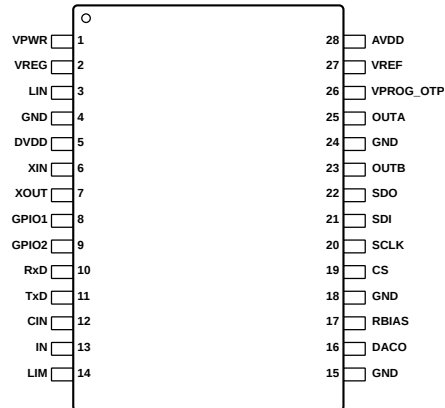 VPWR 1 28 AVDD
VREG 2 27 VREF
LIN 3 26 VPROG_OTP
GND 4 25 OUTA
DVDD 5 24 GND
XIN 6 23 OUTB
XOUT 7 22 SDO
GPIO1 8 21 SDI
GPIO2 9 20 SCLK
RxD 10 19 CS
TxD 11 18 GND
CIN 12 17 RBIAS
IN 13 16 DACO
LIM 14 15 GND